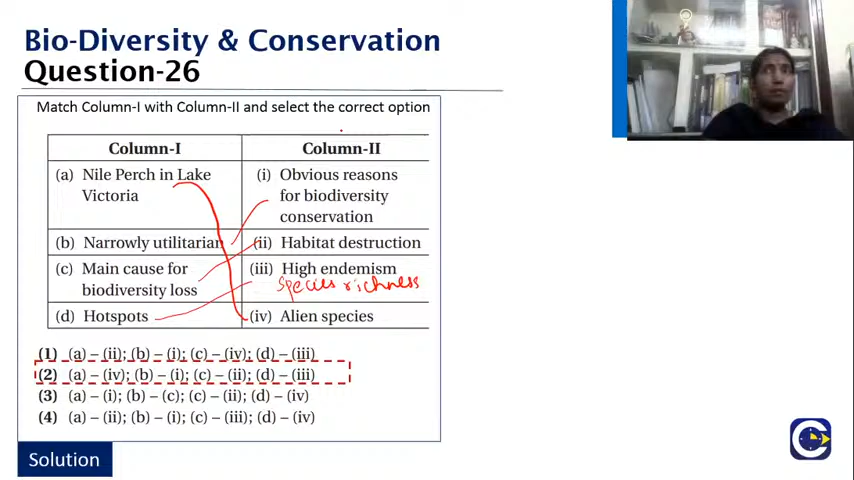 Bio-Diversity & Conservation
Question-26
Match Column-I with Column-II and select the correct option
Column-I Column-II
(a) Nile Perch in Lake Victoria (i) Obvious reasons for biodiversity conservation
(b) Narrowly utilitarian (ii) Habitat destruction
(c) Main cause for biodiversity loss (iii) High endemism
Species richness
(d) Hotspots (iv) Alien species
(1) (a) – (ii); (b) – (i); (c) – (iv); (d) – (iii)
(2) (a) – (iv); (b) – (i); (c) – (ii); (d) – (iii)
(3) (a) – (i); (b) – (c); (c) – (ii); (d) – (iv)
(4) (a) – (ii); (b) – (i); (c) – (iii); (d) – (iv)
Solution